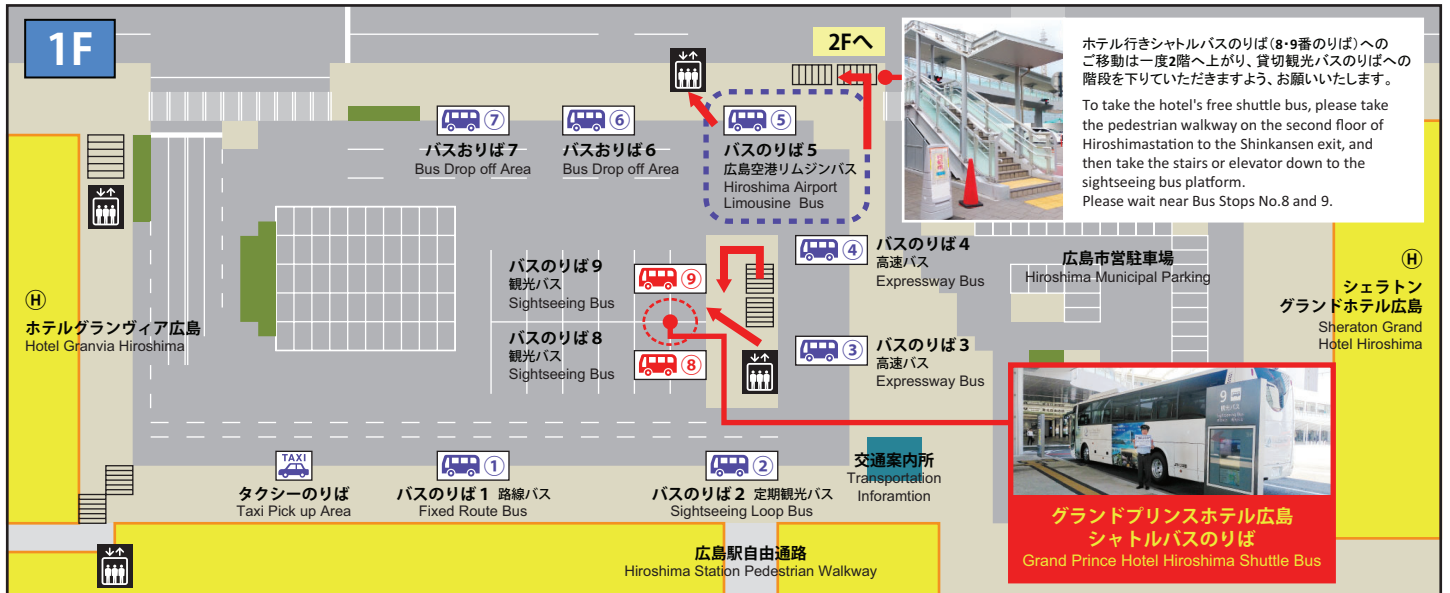 1F
2Fへ
ホテル行きシャトルバスのりば(8・9番のりば)への
ご移動は一度2階へ上がり、貸切観光バスのりばへの
階段を下りていただきますよう、お願いいたします。
To take the hotel's free shuttle bus, please take
the pedestrian walkway on the second floor of
Hiroshimastation to the Shinkansen exit, and
then take the stairs or elevator down to the
sightseeing bus platform.
Please wait near Bus Stops No.8 and 9.
⑦
バスおりば7
Bus Drop off Area
⑥
バスおりば6
Bus Drop off Area
⑤
バスのりば5
広島空港リムジンバス
Hiroshima Airport
Limousine Bus
④
バスのりば4
高速バス
Expressway Bus
広島市営駐車場
Hiroshima Municipal Parking
バスのりば9
観光バス
Sightseeing Bus
⑨
バスのりば8
観光バス
Sightseeing Bus
⑧
③
バスのりば3
高速バス
Expressway Bus
H
ホテルグランヴィア広島
Hotel Granvia Hiroshima
H
シェラトン
グランドホテル広島
Sheraton Grand
Hotel Hiroshima
TAXI
タクシーのりば
Taxi Pick up Area
①
バスのりば1 路線バス
Fixed Route Bus
②
バスのりば2 定期観光バス
Sightseeing Loop Bus
交通案内所
Transportation
Inforamtion
9
観光バス
グランドプリンスホテル広島
シャトルバスのりば
Grand Prince Hotel Hiroshima Shuttle Bus
広島駅自由通路
Hiroshima Station Pedestrian Walkway